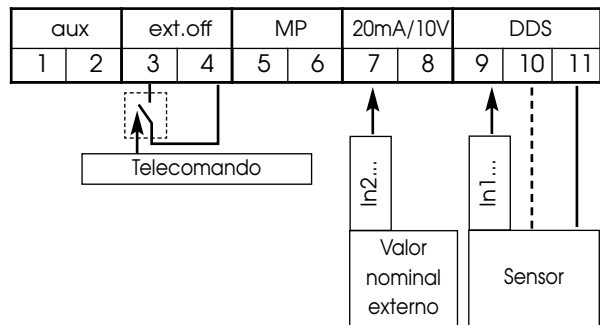 aux ext.off MP 20mA/10V DDS
1 2 3 4 5 6 7 8 9 10 11
Telecomando
In2...
In1...
Valor
nominal
externo
Sensor